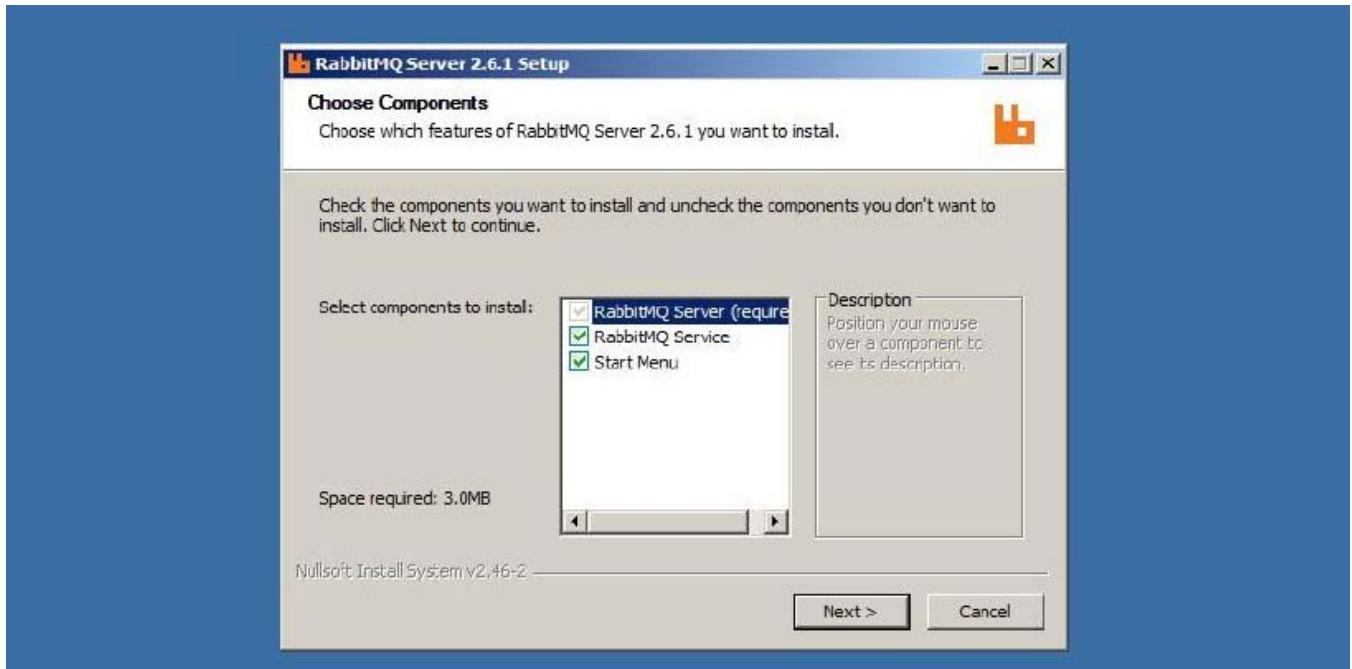 RabbitMQ Server 2.6.1 Setup
Choose Components
Choose which features of RabbitMQ Server 2.6.1 you want to install.
Check the components you want to install and uncheck the components you don't want to
install. Click Next to continue.
Select components to install:
RabbitMQ Server (require
RabbitMQ Service
Start Menu
Description
Position your mouse
over a component to
see its description.
Space required: 3.0MB
Nullsoft Install System v2.46-2
Next >
Cancel